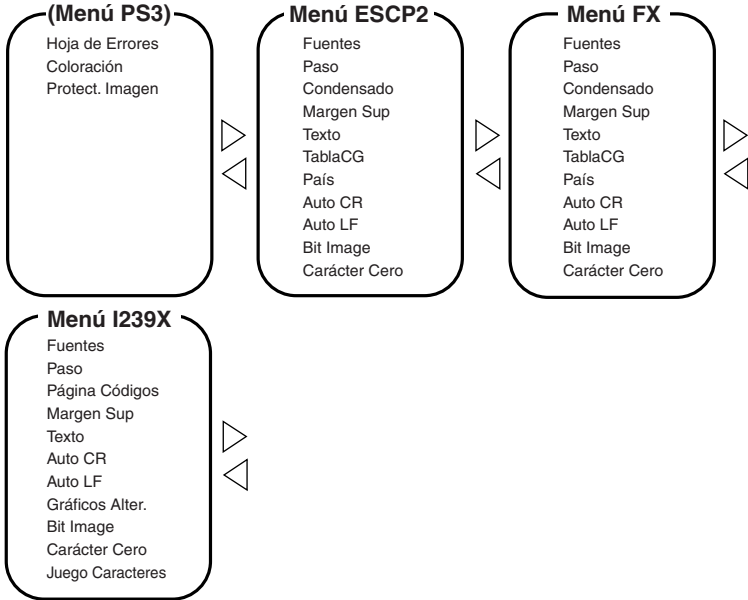 (Menú PS3)
Hoja de Errores
Coloración
Protect. Imagen
Menú ESCP2
Fuentes
Paso
Condensado
Margen Sup
Texto
TablaCG
País
Auto CR
Auto LF
Bit Image
Carácter Cero
Menú FX
Fuentes
Paso
Condensado
Margen Sup
Texto
TablaCG
País
Auto CR
Auto LF
Bit Image
Carácter Cero
Menú I239X
Fuentes
Paso
Página Códigos
Margen Sup
Texto
Auto CR
Auto LF
Gráficos Alter.
Bit Image
Carácter Cero
Juego Caracteres